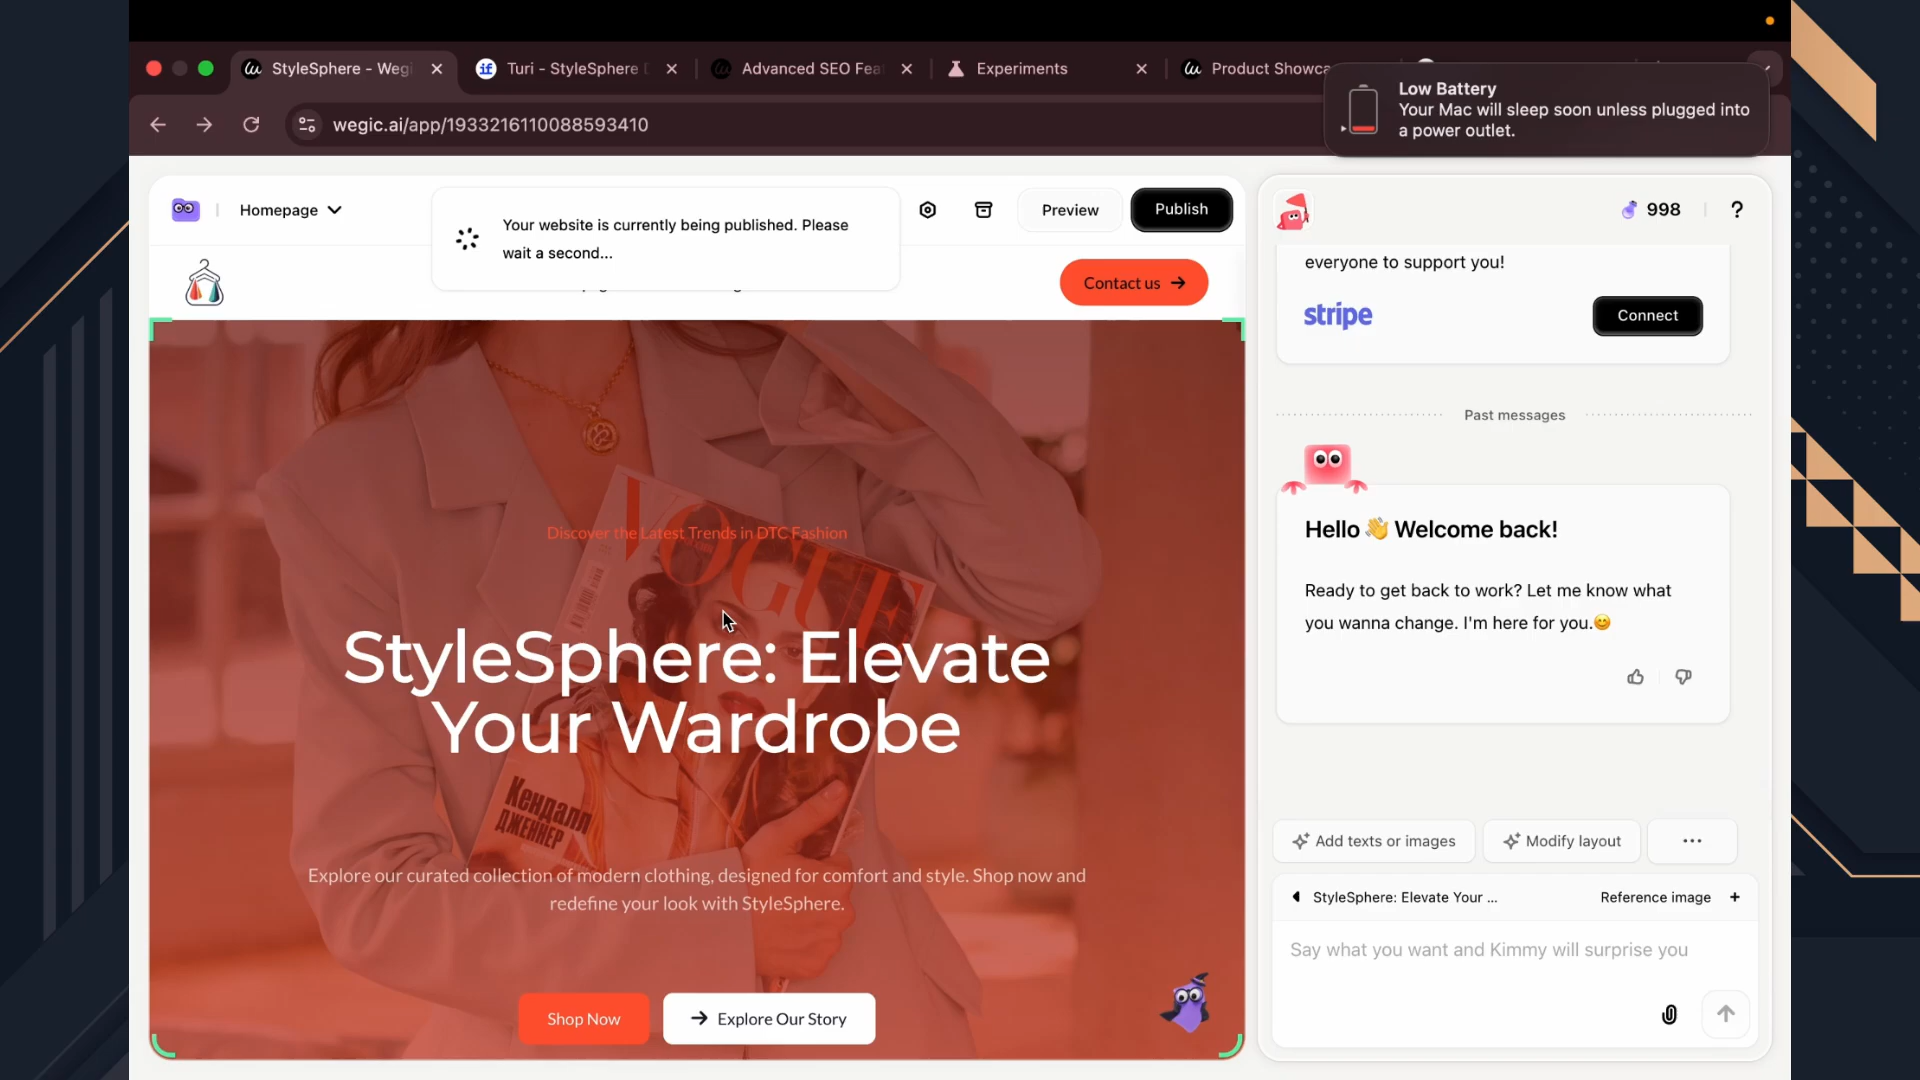 StyleSphere - Wegi
Turi - StyleSphere D
Advanced SEO Fea
Experiments
Product Showca
wegic.ai/app/1933216110088593410
Low Battery
Your Mac will sleep soon unless plugged into
a power outlet.
Homepage
Your website is currently being published. Please
wait a second...
Preview
Publish
Contact us
998
?
everyone to support you!
stripe
Connect
Past messages
Hello 👋 Welcome back!
Ready to get back to work? Let me know what
you wanna change. I'm here for you.😊
Discover the Latest Trends in DTC Fashion
VOGUE
StyleSphere: Elevate
Your Wardrobe
Кендалл
ДЖЕННЕР
Explore our curated collection of modern clothing, designed for comfort and style. Shop now and
redefine your look with StyleSphere.
Shop Now
Explore Our Story
Add texts or images
Modify layout
StyleSphere: Elevate Your ...
Reference image +
Say what you want and Kimmy will surprise you